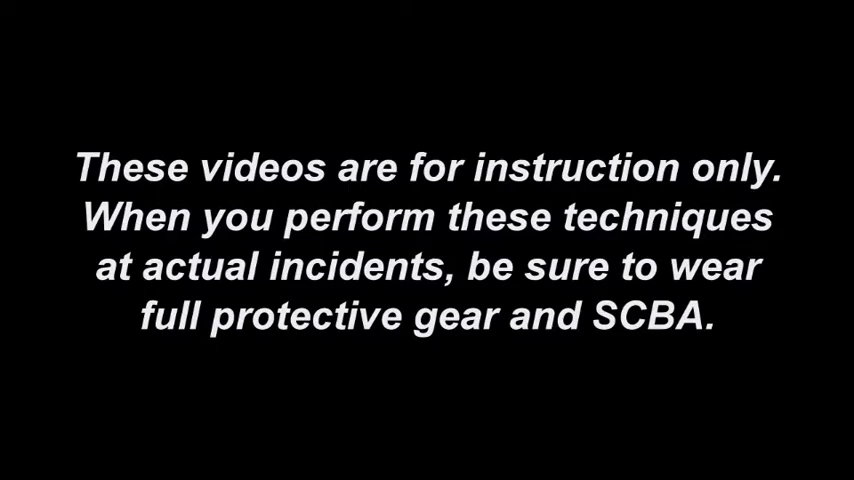 These videos are for instruction only.
When you perform these techniques
at actual incidents, be sure to wear
full protective gear and SCBA.